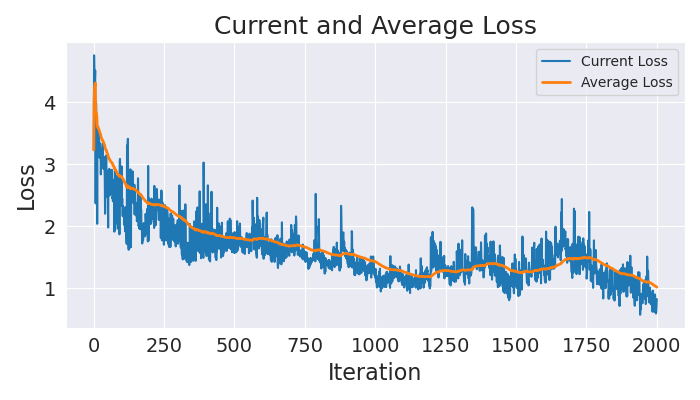 Current and Average Loss
Current Loss
Average Loss
Loss
4
3
2
1
0 250 500 750 1000 1250 1500 1750 2000
Iteration